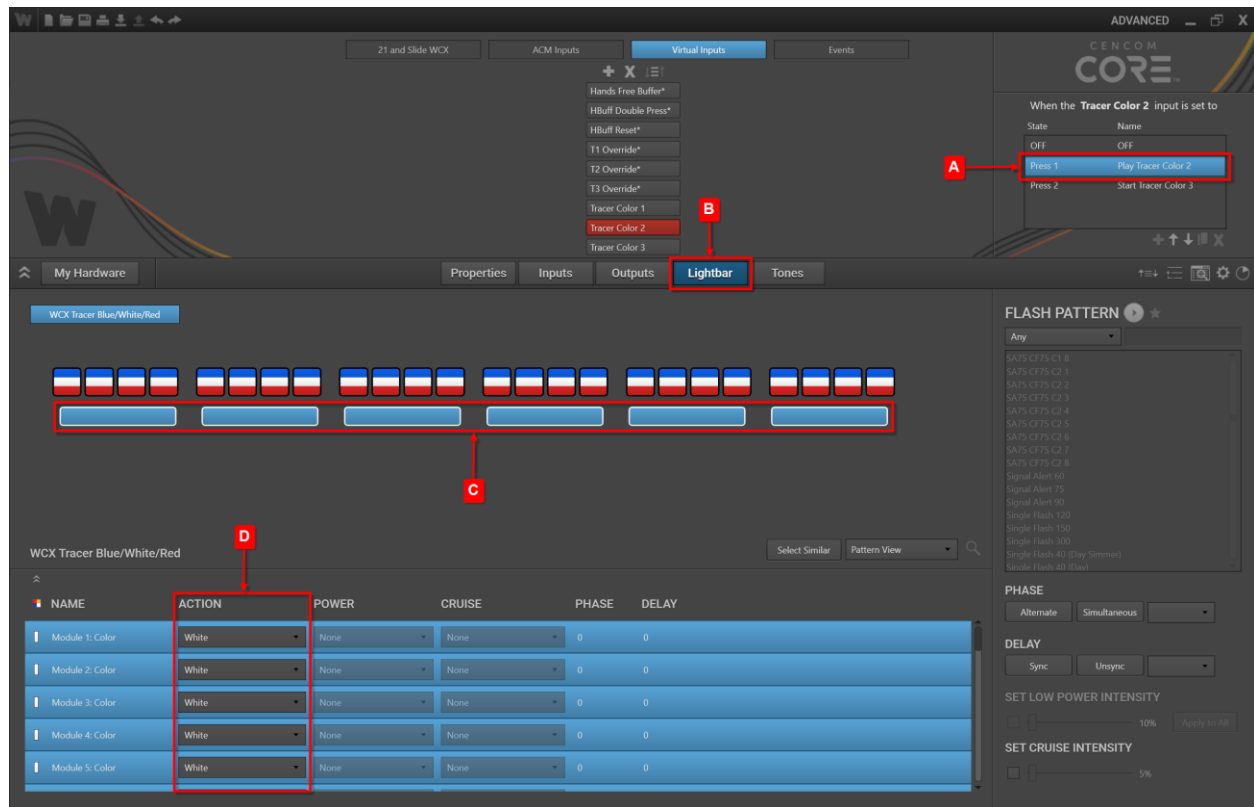 ADVANCED
21 and Slide WCX ACM Inputs Virtual Inputs Events
CENCOM
CORE
Hands Free Buffer*
HBuff Double Press*
HBuff Reset*
T1 Override*
T2 Override*
T3 Override*
Tracer Color 1
Tracer Color 2
Tracer Color 3
When the Tracer Color 2 input is set to
State Name
OFF OFF
Press 1 Play Tracer Color 2
Press 2 Start Tracer Color 3
A
B
My Hardware
Properties Inputs Outputs Lightbar Tones
WCX Tracer Blue/White/Red
C
D
WCX Tracer Blue/White/Red
Select Similar Pattern View
NAME ACTION POWER CRUISE PHASE DELAY
Module 1: Color White None None 0 0
Module 2: Color White None None 0 0
Module 3: Color White None None 0 0
Module 4: Color White None None 0 0
Module 5: Color White None None 0 0
FLASH PATTERN
Any
SA75 CF75 C1 8
SA75 CF75 C2 1
SA75 CF75 C2 2
SA75 CF75 C2 3
SA75 CF75 C2 4
SA75 CF75 C2 5
SA75 CF75 C2 6
SA75 CF75 C2 7
SA75 CF75 C2 8
Signal Alert 60
Signal Alert 75
Signal Alert 90
Single Flash 120
Single Flash 150
Single Flash 300
Single Flash 40 (Day Simmer)
Single Flash 40 (Day)
PHASE
Alternate Simultaneous
DELAY
Sync Unsync
SET LOW POWER INTENSITY
10% Apply to All
SET CRUISE INTENSITY
5%